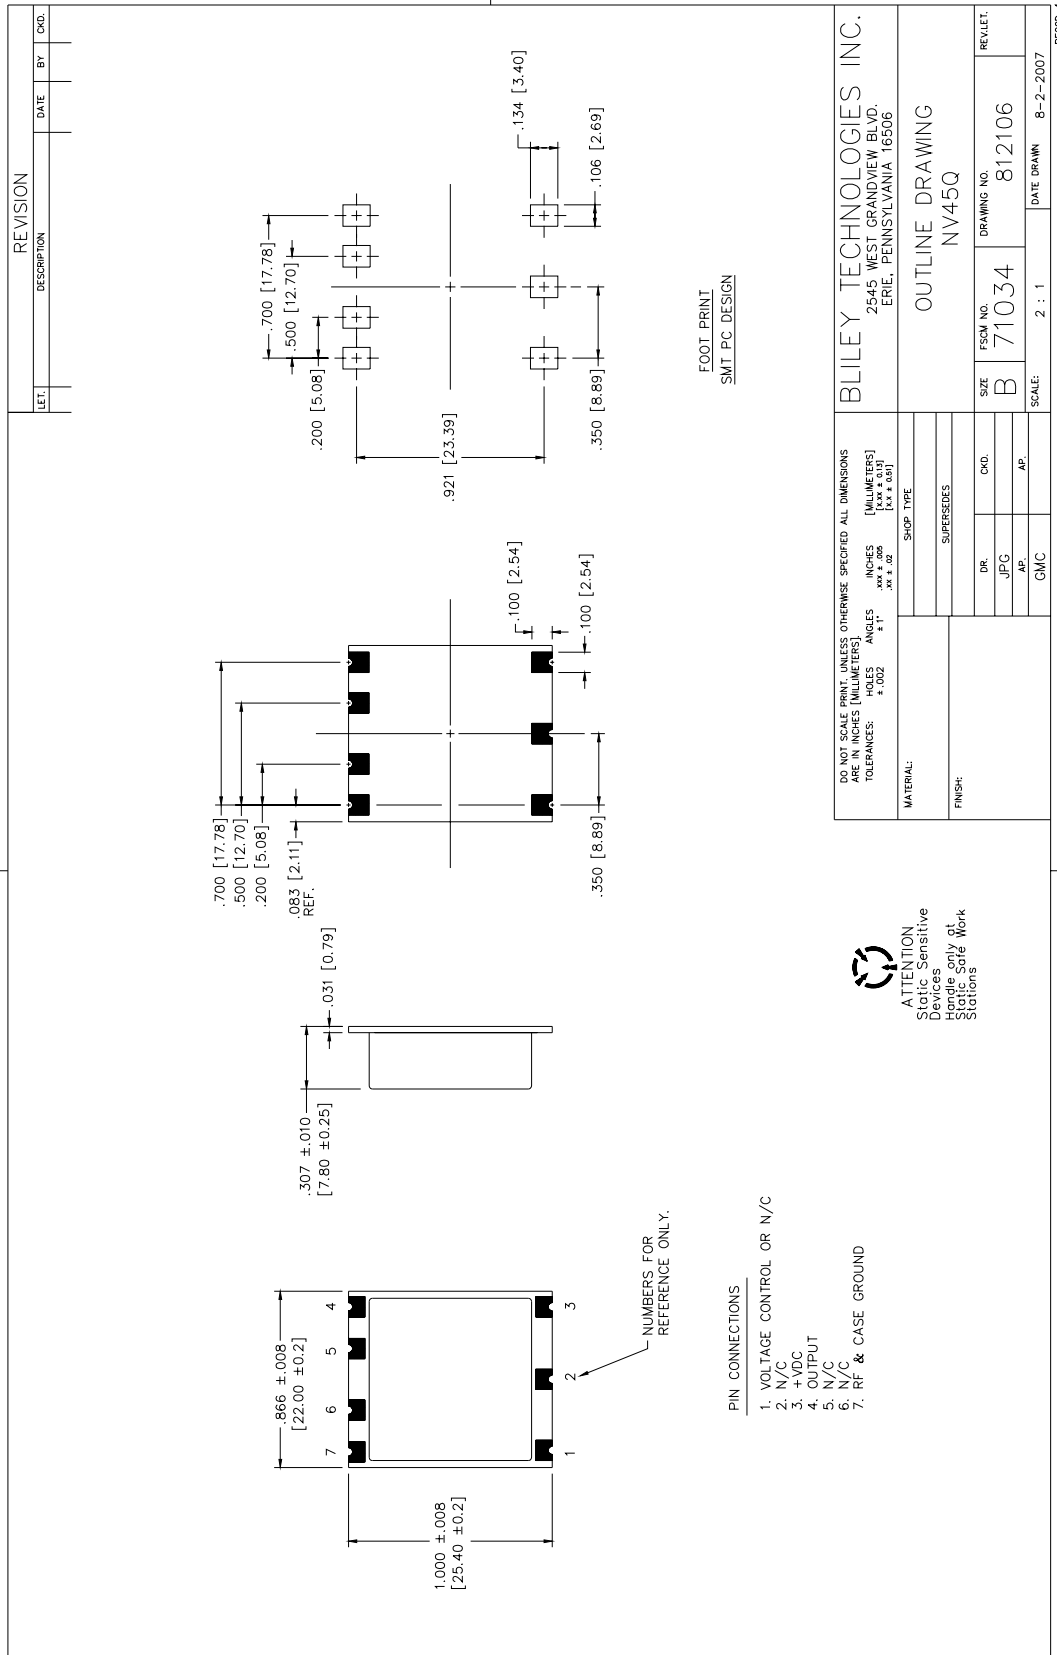 REVISION
LET. DESCRIPTION DATE BY CKD.
.866 ±.008
[22.00 ±0.2]
7 6 5 4
1.000 ±.008
[25.40 ±0.2]
1 2 3
NUMBERS FOR
REFERENCE ONLY.
PIN CONNECTIONS
1. VOLTAGE CONTROL OR N/C
2. N/C
3. +VDC
4. OUTPUT
5. N/C
6. N/C
7. RF & CASE GROUND
.307 ±.010
[7.80 ±0.25]
.031 [0.79]
.700 [17.78]
.500 [12.70]
.200 [5.08]
.083 [2.11]
REF.
.100 [2.54]
.100 [2.54]
.350 [8.89]
.700 [17.78]
.500 [12.70]
.200 [5.08]
.921 [23.39]
.134 [3.40]
.106 [2.69]
.350 [8.89]
FOOT PRINT
SMT PC DESIGN
ATTENTION
Static Sensitive
Devices
Handle only at
Static Safe Work
Stations
DO NOT SCALE PRINT. UNLESS OTHERWISE SPECIFIED ALL DIMENSIONS
ARE IN INCHES [MILLIMETERS].
TOLERANCES: HOLES ANGLES INCHES [MILLIMETERS]
±.002 ±1° .XXX ± .005 [X.XX ± 0.13]
.XX ± .02 [X.X ± 0.51]
MATERIAL:
FINISH:
SHOP TYPE
SUPERSEDES
DR. CKD.
JPG
AP. AP.
GMC
BLILEY TECHNOLOGIES INC.
2545 WEST GRANDVIEW BLVD.
ERIE, PENNSYLVANIA 16506
OUTLINE DRAWING
NV45Q
SIZE FSCM NO. DRAWING NO. REV.LET.
B 71034 812106
SCALE: 2 : 1 DATE DRAWN 8-2-2007